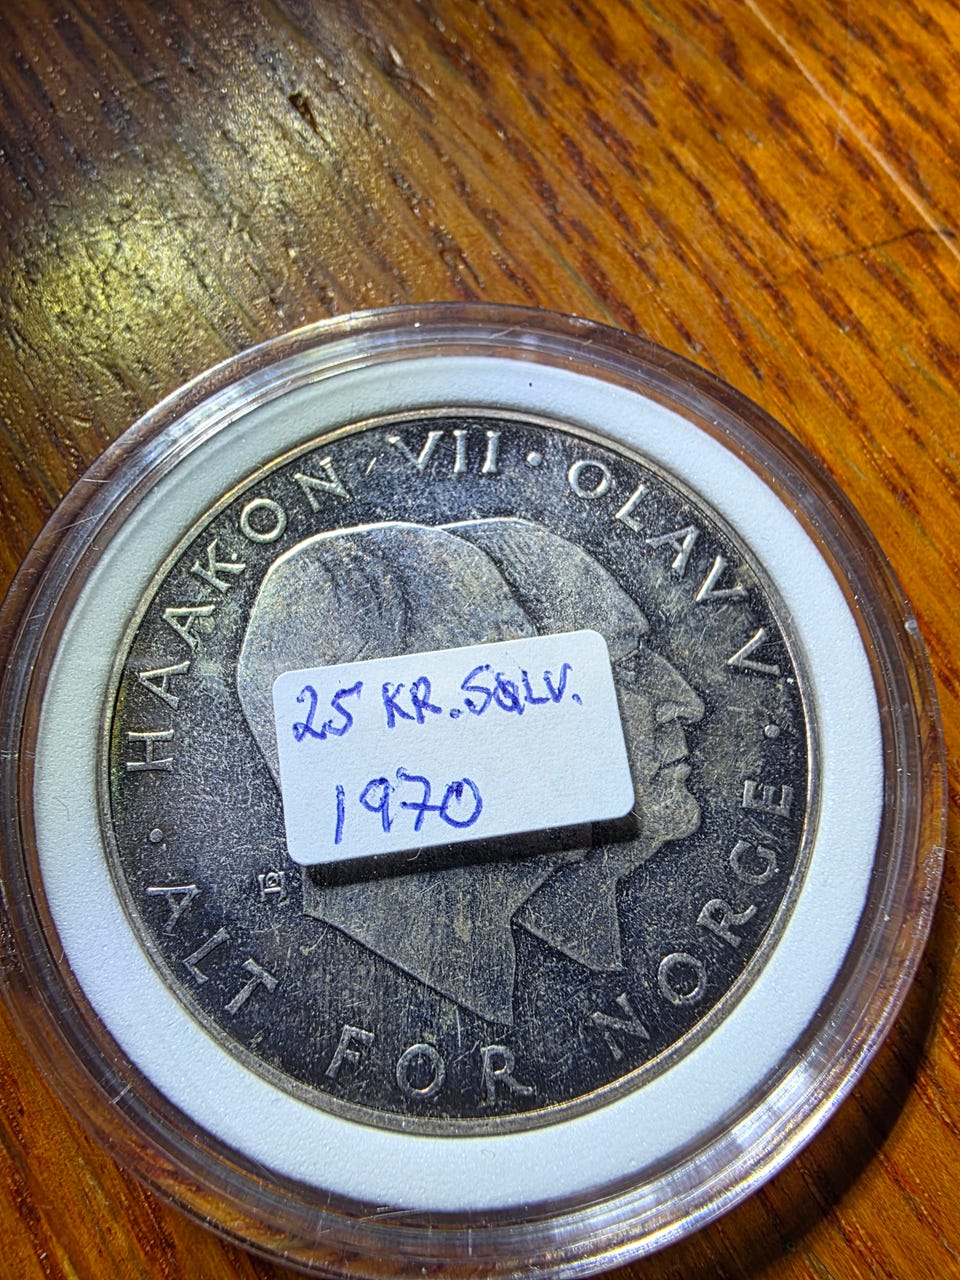 HAAKON VII · OLAV V ·
ALT FOR NORGE ·
25 KR. SØLV.
1970